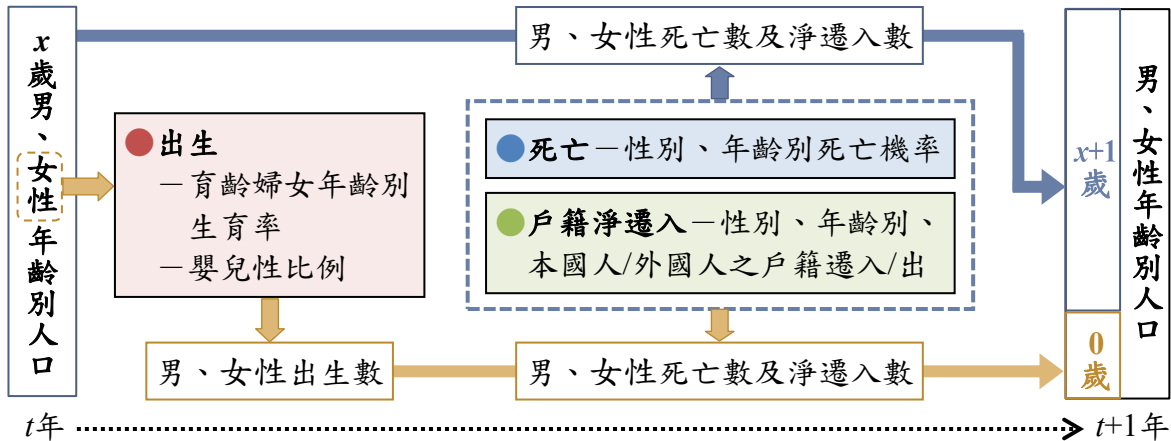 x歲男、女性年齡別人口
男、女性死亡數及淨遷入數
●出生
－育齡婦女年齡別
生育率
－嬰兒性比例
●死亡－性別、年齡別死亡機率
●戶籍淨遷入－性別、年齡別、
本國人/外國人之戶籍遷入/出
男、女性出生數
男、女性死亡數及淨遷入數
x+1
歲
0
歲
男、女性年齡別人口
t年
t+1年